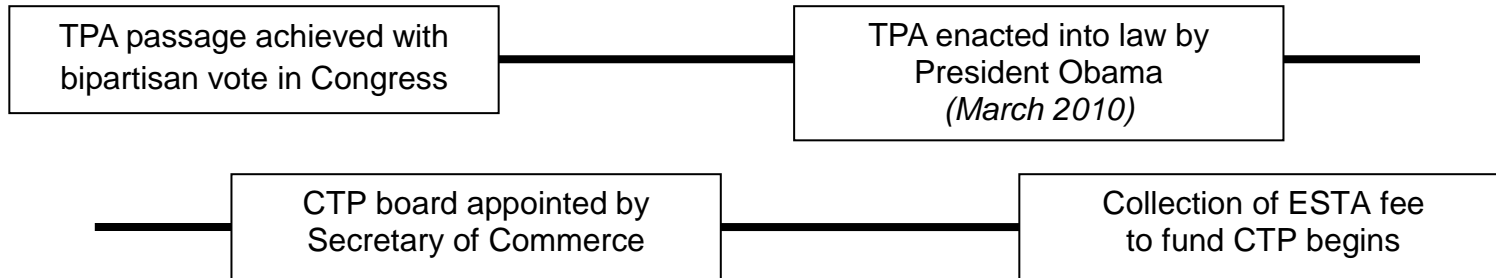 TPA passage achieved with
bipartisan vote in Congress
TPA enacted into law by
President Obama
(March 2010)
CTP board appointed by
Secretary of Commerce
Collection of ESTA fee
to fund CTP begins